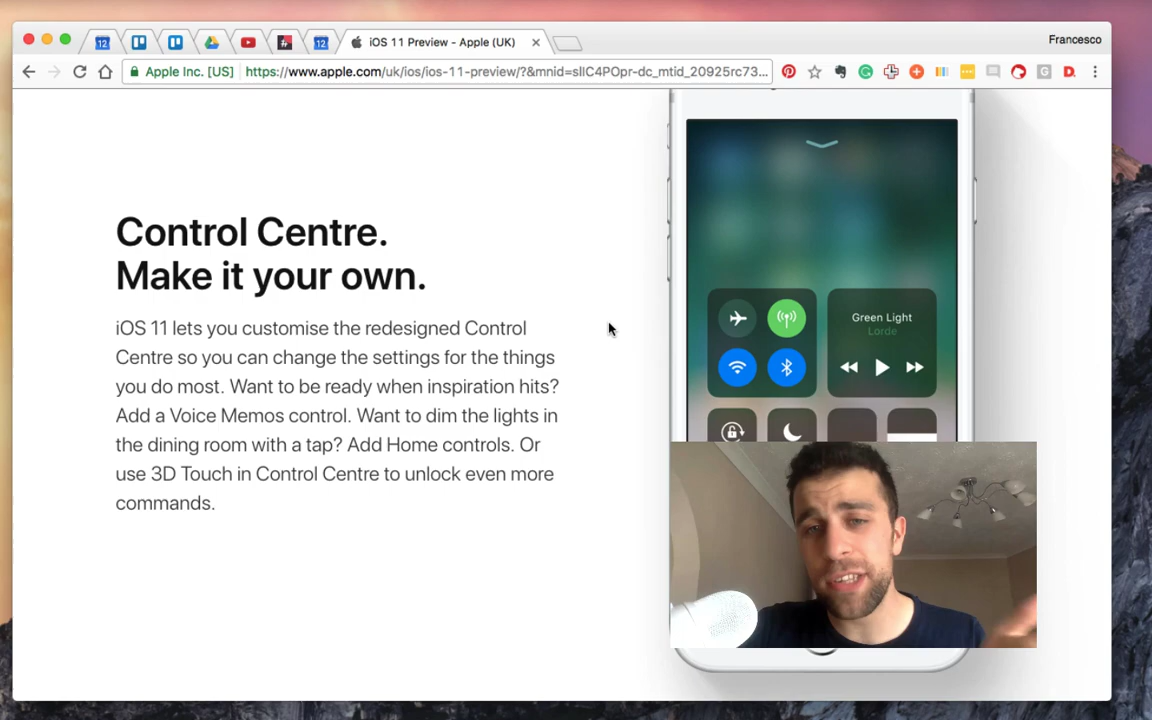 12
12
iOS 11 Preview - Apple (UK)
Francesco
Apple Inc. [US]
https://www.apple.com/uk/ios/ios-11-preview/?&mnid=sIIC4POpr-dc_mtid_20925rc73...
Control Centre.
Make it your own.
iOS 11 lets you customise the redesigned Control
Centre so you can change the settings for the things
you do most. Want to be ready when inspiration hits?
Add a Voice Memos control. Want to dim the lights in
the dining room with a tap? Add Home controls. Or
use 3D Touch in Control Centre to unlock even more
commands.
Green Light
Lorde